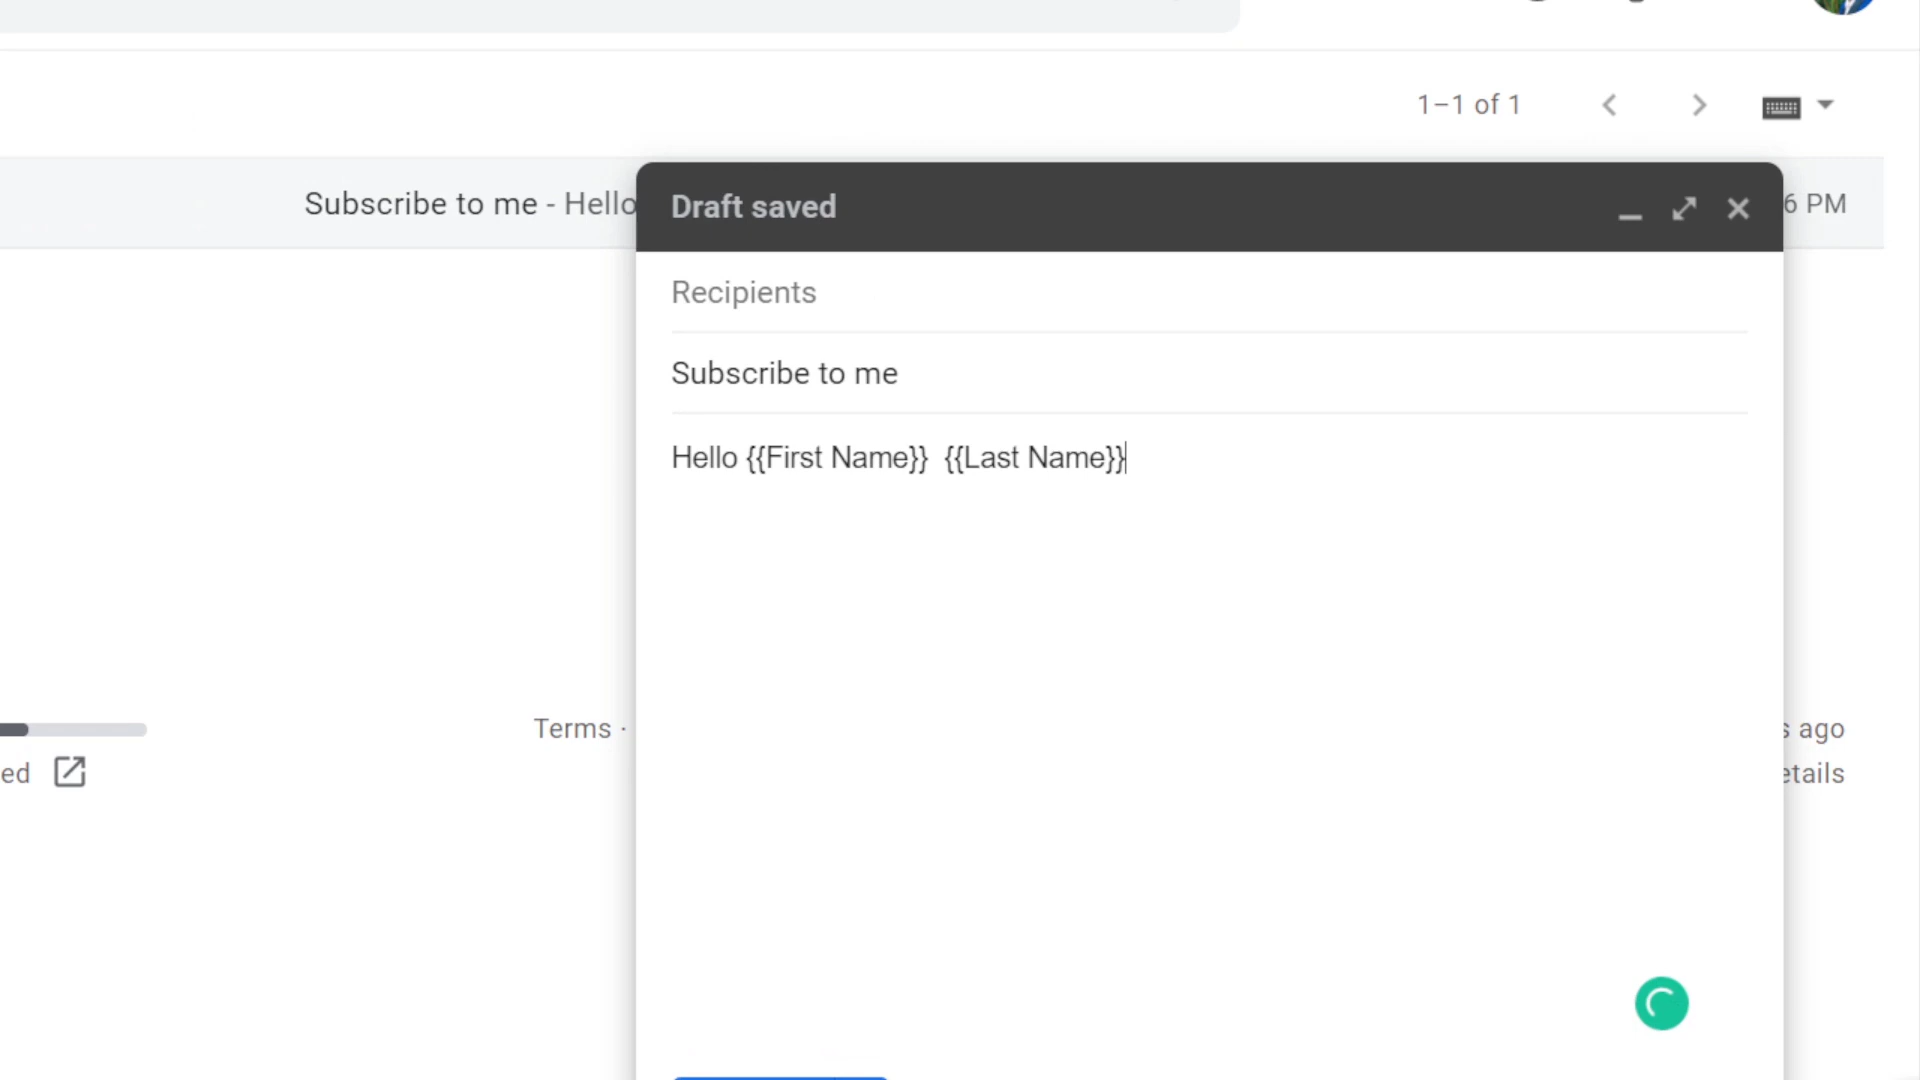 1–1 of 1
Subscribe to me - Hello
6 PM
Draft saved
Recipients
Subscribe to me
Hello {{First Name}}  {{Last Name}}
Terms ·
s ago
ed
etails